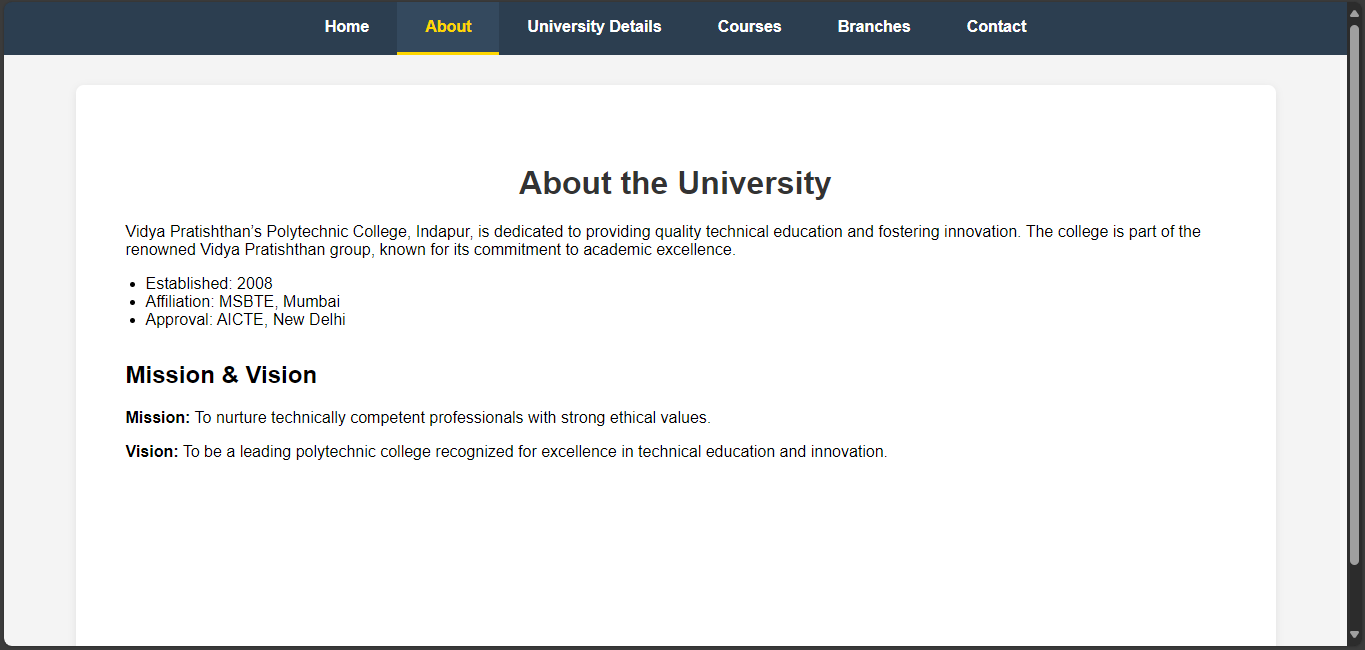 Home About University Details Courses Branches Contact
About the University
Vidya Pratishthan’s Polytechnic College, Indapur, is dedicated to providing quality technical education and fostering innovation. The college is part of the
renowned Vidya Pratishthan group, known for its commitment to academic excellence.
• Established: 2008
• Affiliation: MSBTE, Mumbai
• Approval: AICTE, New Delhi
Mission & Vision
Mission: To nurture technically competent professionals with strong ethical values.
Vision: To be a leading polytechnic college recognized for excellence in technical education and innovation.